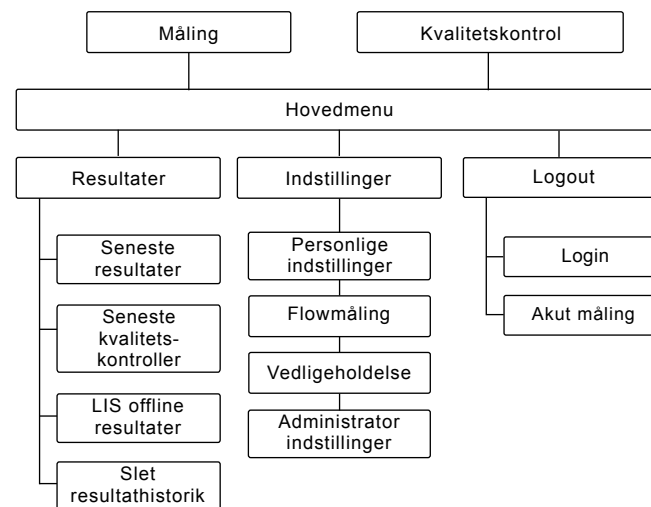 Måling
Kvalitetskontrol
Hovedmenu
Resultater
Indstillinger
Logout
Seneste
resultater
Seneste
kvalitets-
kontroller
LIS offline
resultater
Slet
resultathistorik
Personlige
indstillinger
Flowmåling
Vedligeholdelse
Administrator
indstillinger
Login
Akut måling